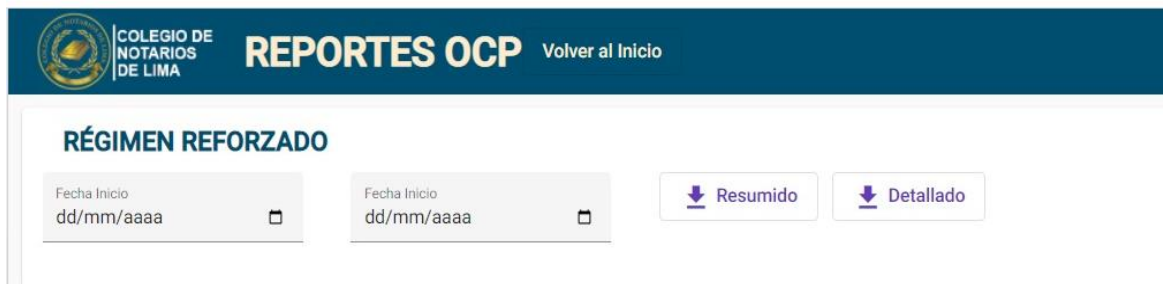 COLEGIO DE
NOTARIOS
DE LIMA
REPORTES OCP Volver al Inicio
RÉGIMEN REFORZADO
Fecha Inicio Fecha Inicio
dd/mm/aaaa dd/mm/aaaa Resumido Detallado